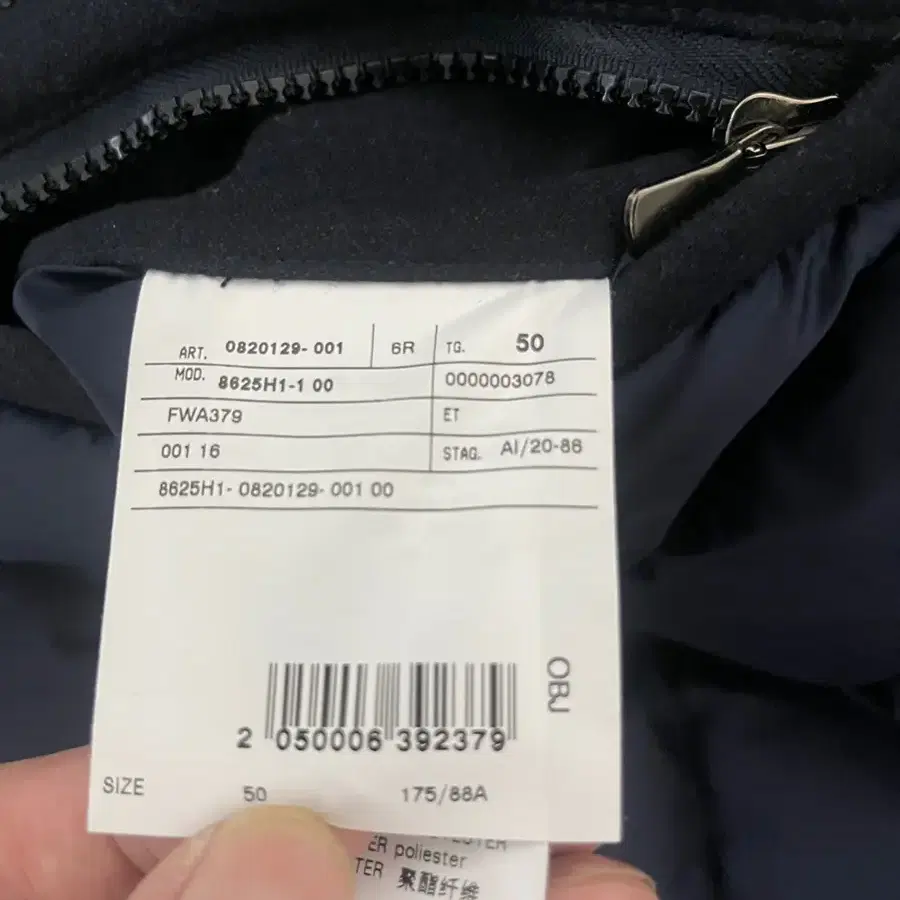 ART. 0820129-001 6R TG. 50
MOD. 8625H1-1 00 0000003078
FWA379 ET
001 16 STAG. AI/20-86
8625H1-0820129-001 00
OBJ
2 050006 392379
SIZE 50 175/88A
poliester
聚酯纤维